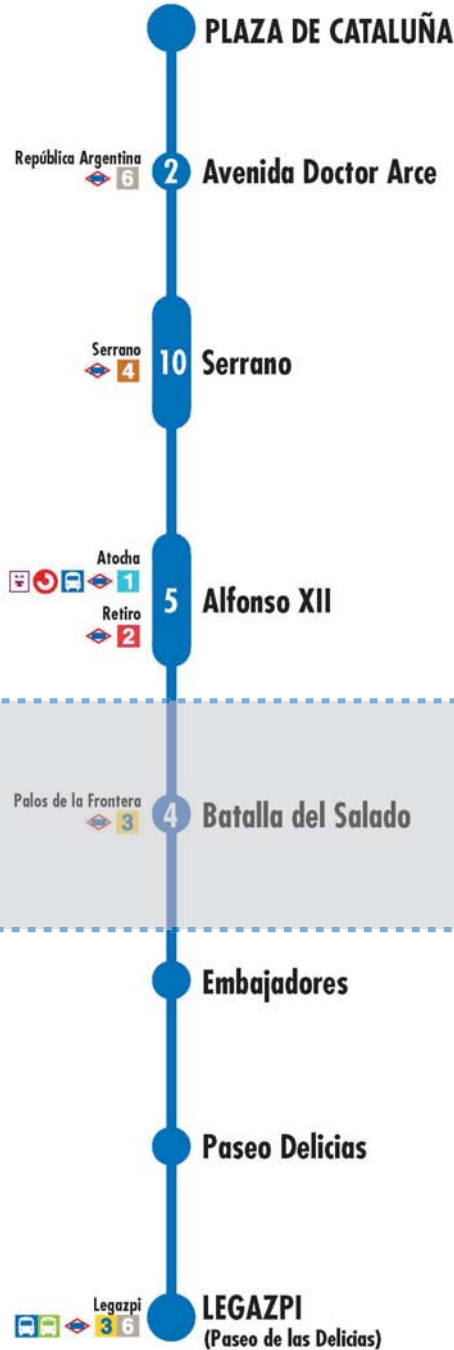 PLAZA DE CATALUÑA
República Argentina
6
2
Avenida Doctor Arce
Serrano
4
10
Serrano
Atocha
1
Retiro
2
5
Alfonso XII
Palos de la Frontera
3
4
Batalla del Salado
Embajadores
Paseo Delicias
Legazpi
3 6
LEGAZPI
(Paseo de las Delicias)